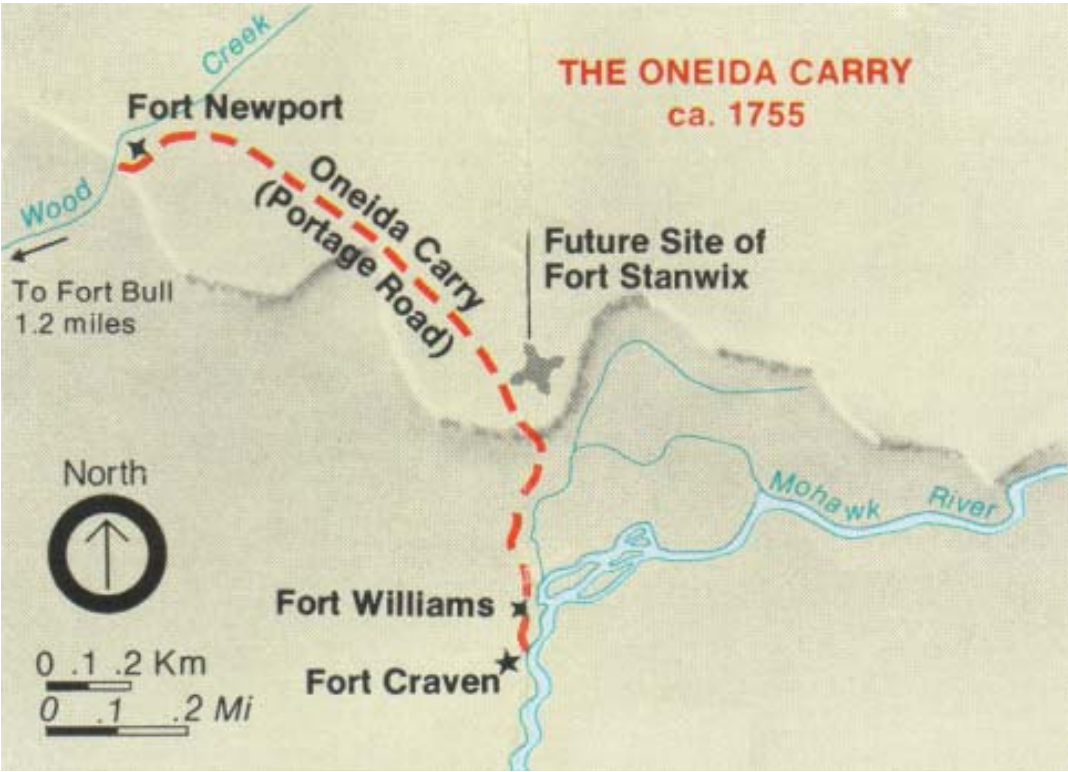 THE ONEIDA CARRY
ca. 1755
Creek
Fort Newport
Wood
Oneida Carry
(Portage Road)
To Fort Bull
1.2 miles
Future Site of
Fort Stanwix
North
Mohawk River
Fort Williams
Fort Craven
0 .1 .2 Km
0 .1 .2 Mi